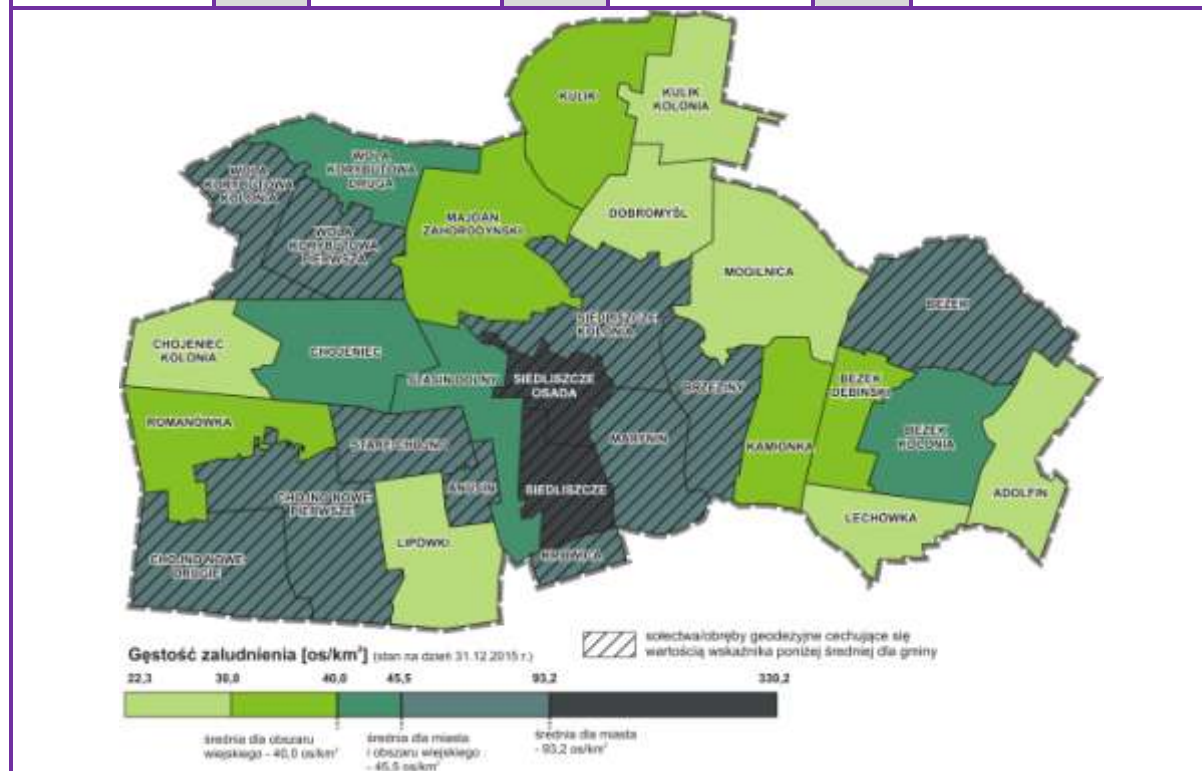 KULIK
KULIK
KOLONIA
WOLA
KORYBUTOWA
DRUGA
WOLA
KORYBUTOWA
KOLONIA
WOLA
KORYBUTOWA
PIERWSZA
MAJDAN
ZAHORODYŃSKI
DOBROMYŚL
MOGILNICA
BEZEK
SIEDLISZCZE
KOLONIA
CHOJENIEC
KOLONIA
CHOJENIEC
STASIN DOLNY
SIEDLISZCZE
OSADA
BRZEZINY
BEZEK
DĘBIŃSKI
BEZEK
KOLONIA
ROMANÓWKA
STARE CHOJNO
MARYNIN
KAMIONKA
ANUSIN
SIEDLISZCZE
ADOLFIN
CHOJNO NOWE
PIERWSZE
LECHÓWKA
LIPÓWKI
CHOJNO NOWE
DRUGIE
KROWICA
sołectwa/obręby geodezyjne cechujące się
wartością wskaźnika poniżej średniej dla gminy
Gęstość zaludnienia [os/km²] (stan na dzień 31.12.2015 r.)
22,3 30,0 40,0 45,5 93,2 330,2
średnia dla obszaru
wiejskiego - 40,0 os/km²
średnia dla miasta
i obszaru wiejskiego
- 45,5 os/km²
średnia dla miasta
- 93,2 os/km²